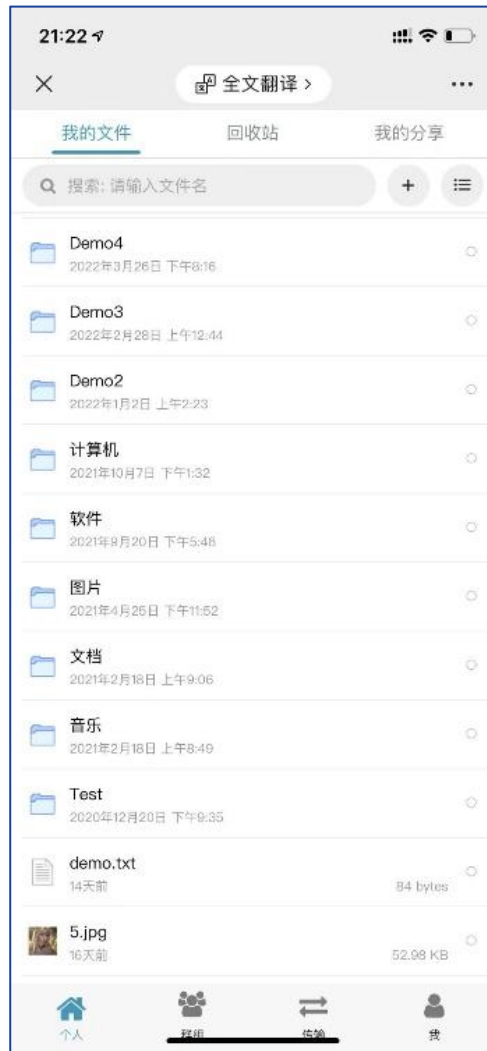 21:22
全文翻译 >
我的文件 回收站 我的分享
搜索: 请输入文件名
Demo4
2022年3月26日 下午8:16
Demo3
2022年2月28日 上午12:44
Demo2
2022年1月2日 上午2:23
计算机
2021年10月7日 下午1:32
软件
2021年9月20日 下午5:48
图片
2021年4月25日 下午11:52
文档
2021年2月18日 上午9:06
音乐
2021年2月18日 上午8:49
Test
2020年12月20日 下午9:35
demo.txt
14天前 84 bytes
5.jpg
16天前 52.98 KB
个人 群组 传输 我